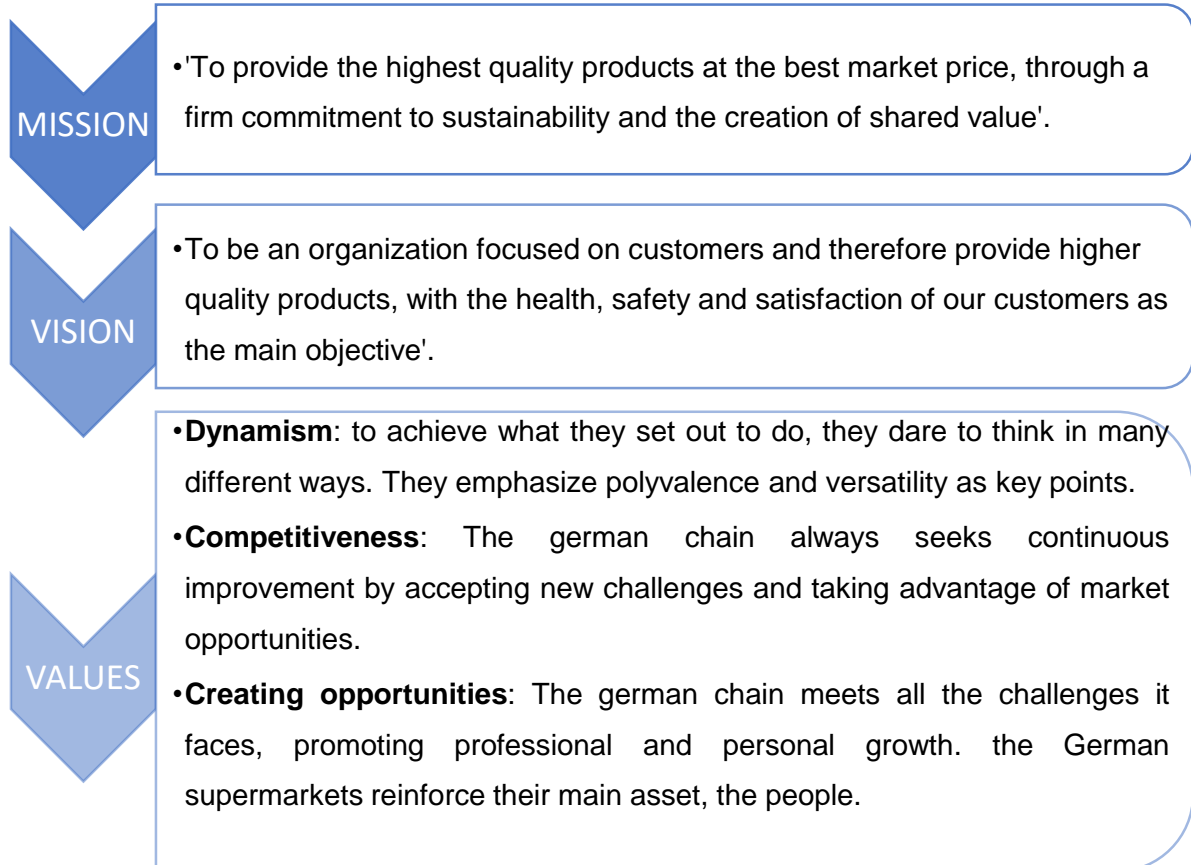 MISSION
•'To provide the highest quality products at the best market price, through a
firm commitment to sustainability and the creation of shared value'.
VISION
•To be an organization focused on customers and therefore provide higher
quality products, with the health, safety and satisfaction of our customers as
the main objective'.
VALUES
•Dynamism: to achieve what they set out to do, they dare to think in many
different ways. They emphasize polyvalence and versatility as key points.
•Competitiveness: The german chain always seeks continuous
improvement by accepting new challenges and taking advantage of market
opportunities.
•Creating opportunities: The german chain meets all the challenges it
faces, promoting professional and personal growth. the German
supermarkets reinforce their main asset, the people.